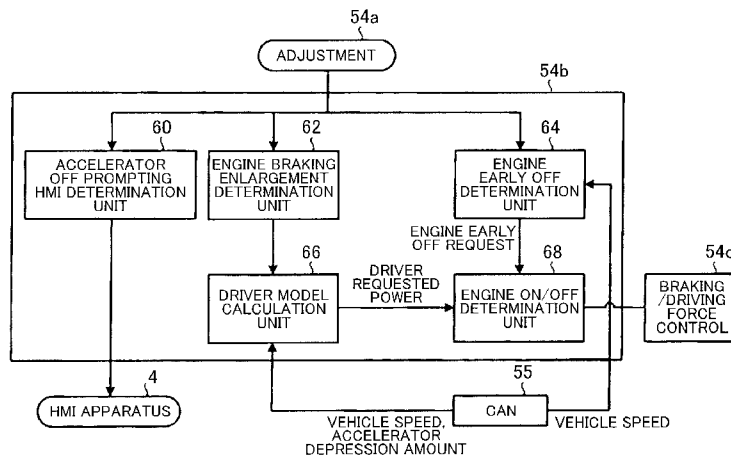 54a
ADJUSTMENT
54b
60
ACCELERATOR
OFF PROMPTING
HMI DETERMINATION
UNIT
62
ENGINE BRAKING
ENLARGEMENT
DETERMINATION
UNIT
64
ENGINE
EARLY OFF
DETERMINATION
UNIT
ENGINE EARLY
OFF REQUEST
66
DRIVER MODEL
CALCULATION
UNIT
DRIVER
REQUESTED
POWER
68
ENGINE ON/OFF
DETERMINATION
UNIT
54c
BRAKING
/DRIVING
FORCE
CONTROL
4
HMI APPARATUS
55
CAN
VEHICLE SPEED,
ACCELERATOR
DEPRESSION AMOUNT
VEHICLE SPEED